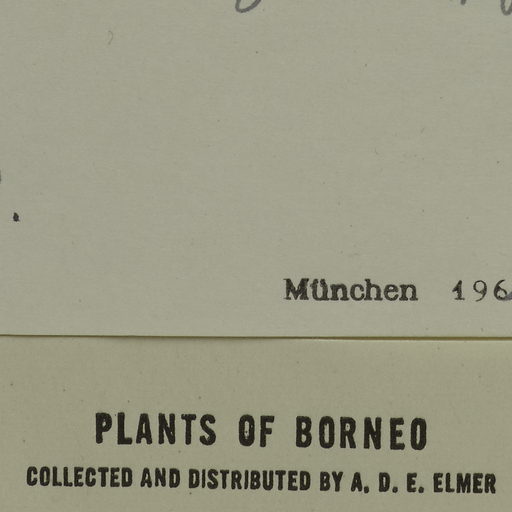 München 196
PLANTS OF BORNEO
COLLECTED AND DISTRIBUTED BY A. D. E. ELMER